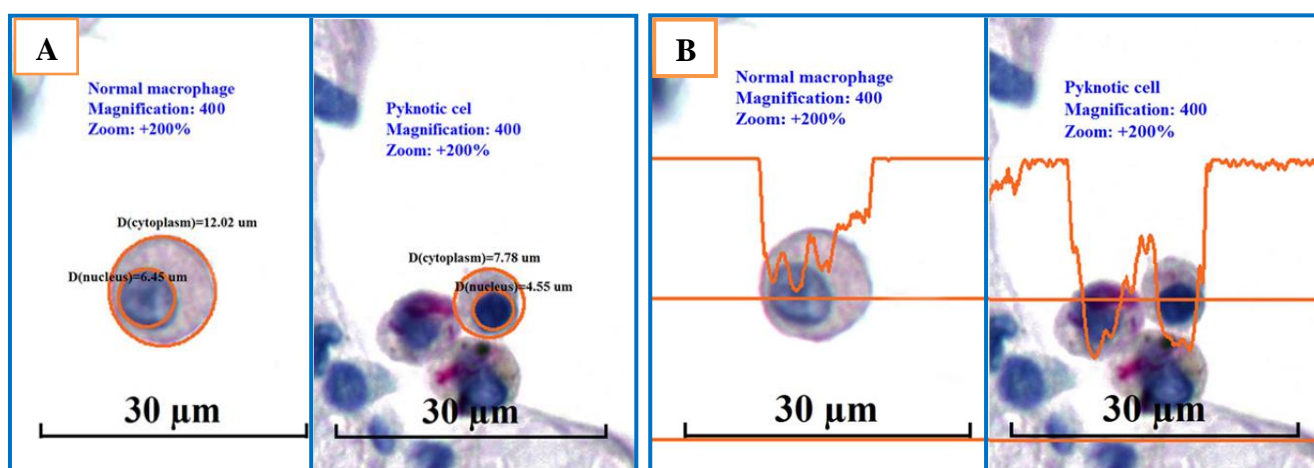 A
Normal macrophage
Magnification: 400
Zoom: +200%
D(cytoplasm)=12.02 um
D(nucleus)=6.45 um
30 µm
Pyknotic cel
Magnification: 400
Zoom: +200%
D(cytoplasm)=7.78 um
D(nucleus)=4.55 um
30 µm
B
Normal macrophage
Magnification: 400
Zoom: +200%
30 µm
Pyknotic cell
Magnification: 400
Zoom: +200%
30 µm